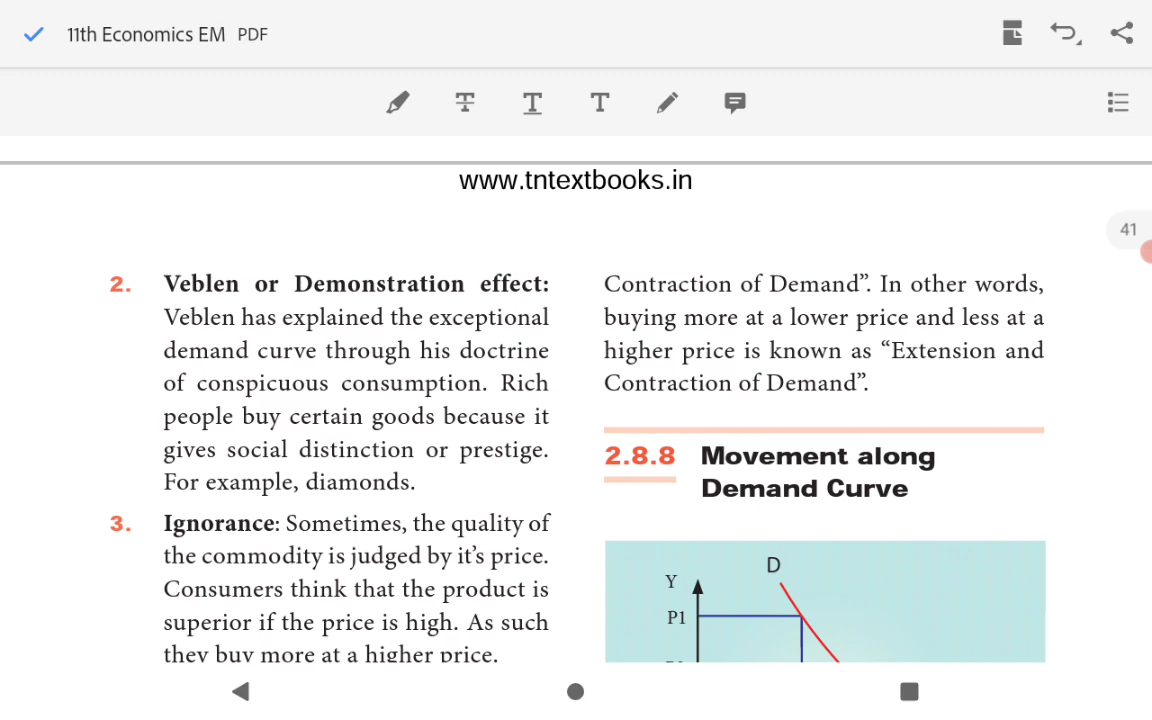 11th Economics EM PDF
www.tntextbooks.in
41
2. Veblen or Demonstration effect:
Veblen has explained the exceptional
demand curve through his doctrine
of conspicuous consumption. Rich
people buy certain goods because it
gives social distinction or prestige.
For example, diamonds.
3. Ignorance: Sometimes, the quality of
the commodity is judged by it's price.
Consumers think that the product is
superior if the price is high. As such
they buy more at a higher price.
Contraction of Demand”. In other words,
buying more at a lower price and less at a
higher price is known as “Extension and
Contraction of Demand”.
2.8.8 Movement along
Demand Curve
D
Y
P1